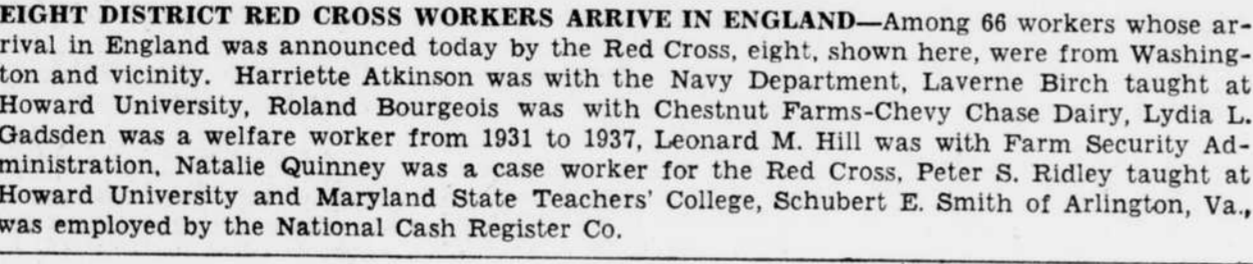 EIGHT DISTRICT RED CROSS WORKERS ARRIVE IN ENGLAND—Among 66 workers whose ar-
rival in England was announced today by the Red Cross, eight, shown here, were from Washing-
ton and vicinity. Harriette Atkinson was with the Navy Department, Laverne Birch taught at
Howard University, Roland Bourgeois was with Chestnut Farms-Chevy Chase Dairy, Lydia L.
Gadsden was a welfare worker from 1931 to 1937, Leonard M. Hill was with Farm Security Ad-
ministration, Natalie Quinney was a case worker for the Red Cross, Peter S. Ridley taught at
Howard University and Maryland State Teachers' College, Schubert E. Smith of Arlington, Va.,
was employed by the National Cash Register Co.